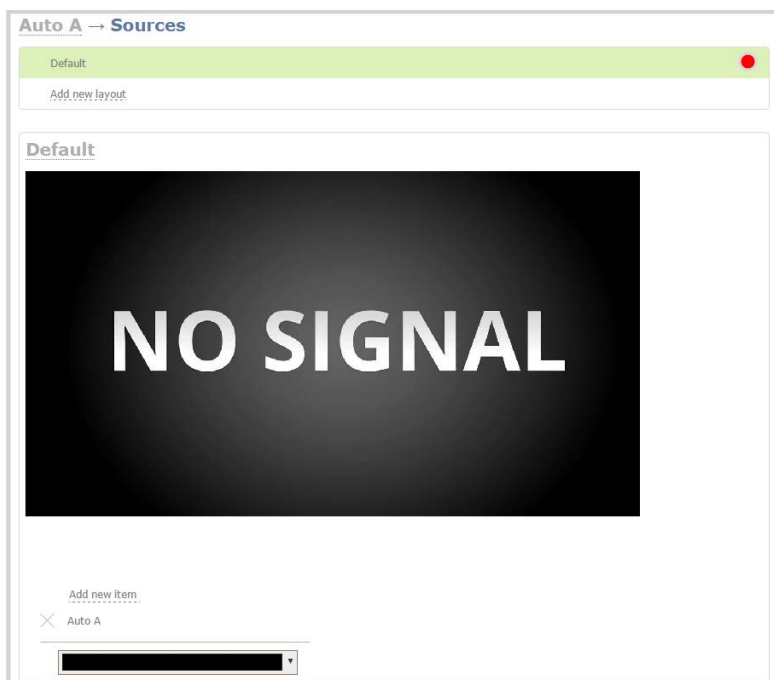 Auto A → Sources
Default
Add new layout
Default
NO SIGNAL
Add new item
Auto A